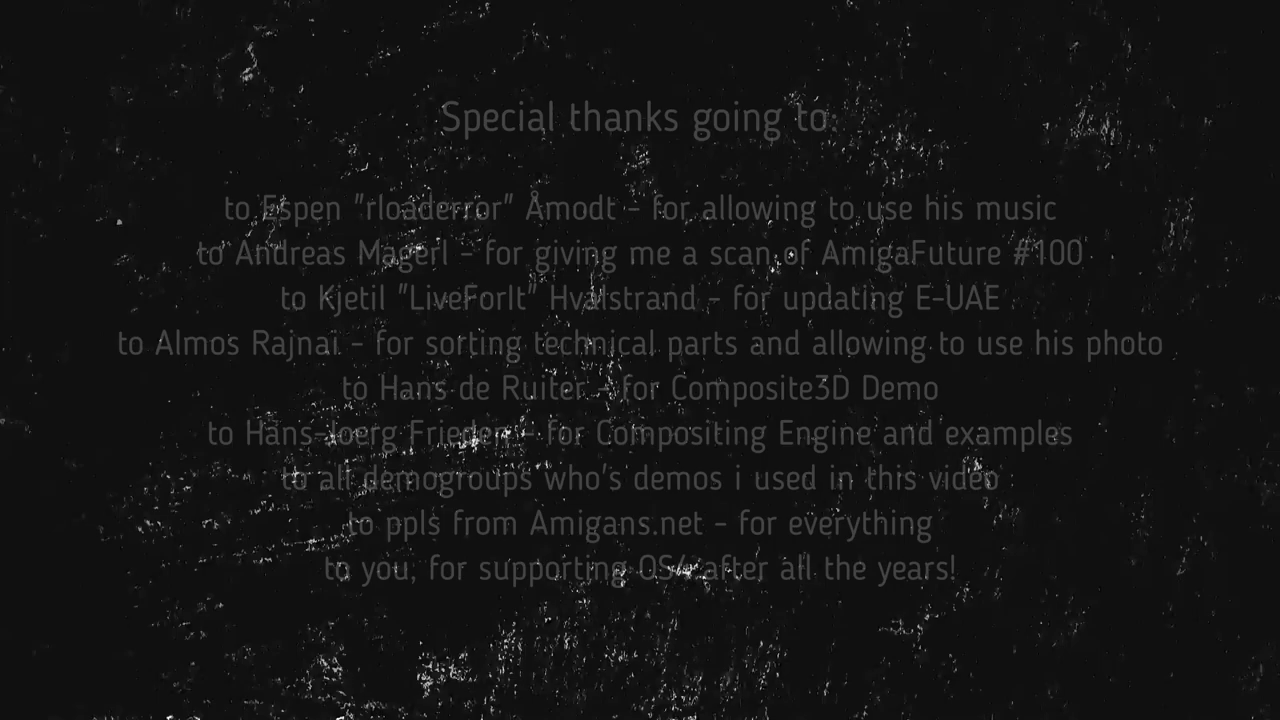 Special thanks going to:
to Espen "rloaderror" Åmodt - for allowing to use his music
to Andreas Magerl - for giving me a scan of AmigaFuture #100
to Kjetil "LiveForIt" Hvalstrand - for updating E-UAE
to Almos Rajnai - for sorting technical parts and allowing to use his photo
to Hans de Ruiter - for Composite3D Demo
to Hans-Joerg Frieden - for Compositing Engine and examples
to all demogroups who's demos i used in this video
to ppls from Amigans.net - for everything
to you, for supporting OS4 after all the years!